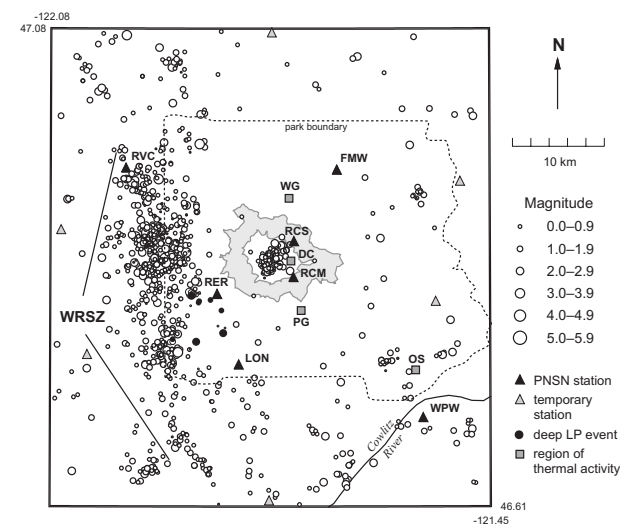 -122.08
47.08
N
park boundary
RVC
FMW
10 km
WG
Magnitude
0.0–0.9
RCS
1.0–1.9
DC
2.0–2.9
RER
RCM
3.0–3.9
WRSZ
PG
4.0–4.9
5.0–5.9
LON
OS
PNSN station
WPW
temporary
station
Cowlitz
River
deep LP event
region of
thermal activity
46.61
-121.45